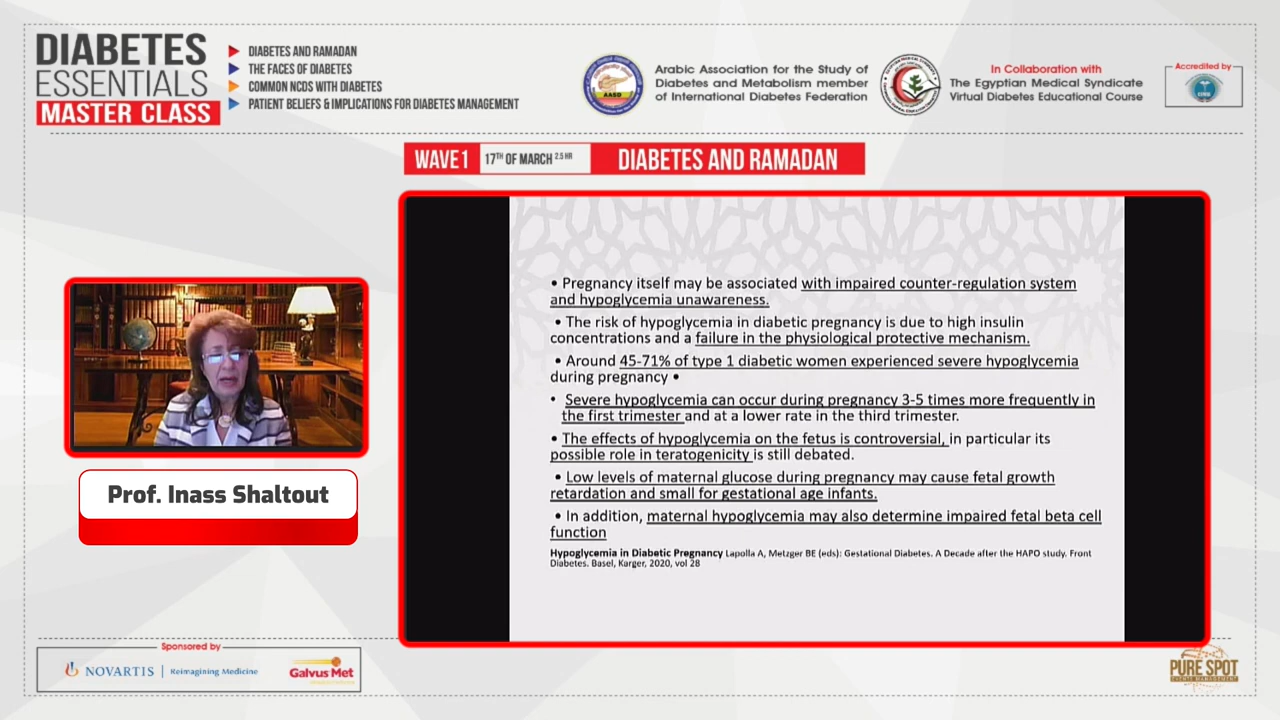 DIABETES
ESSENTIALS
MASTER CLASS
DIABETES AND RAMADAN
THE FACES OF DIABETES
COMMON NCDS WITH DIABETES
PATIENT BELIEFS & IMPLICATIONS FOR DIABETES MANAGEMENT
AASD
Arabic Association for the Study of
Diabetes and Metabolism member
of International Diabetes Federation
In Collaboration with
The Egyptian Medical Syndicate
Virtual Diabetes Educational Course
Accredited by
WAVE1
17TH OF MARCH 2.5 HR
DIABETES AND RAMADAN
• Pregnancy itself may be associated with impaired counter-regulation system
and hypoglycemia unawareness.
• The risk of hypoglycemia in diabetic pregnancy is due to high insulin
concentrations and a failure in the physiological protective mechanism.
• Around 45-71% of type 1 diabetic women experienced severe hypoglycemia
during pregnancy •
• Severe hypoglycemia can occur during pregnancy 3-5 times more frequently in
the first trimester and at a lower rate in the third trimester.
• The effects of hypoglycemia on the fetus is controversial, in particular its
possible role in teratogenicity is still debated.
• Low levels of maternal glucose during pregnancy may cause fetal growth
retardation and small for gestational age infants.
• In addition, maternal hypoglycemia may also determine impaired fetal beta cell
function
Hypoglycemia in Diabetic Pregnancy Lapolla A, Metzger BE (eds): Gestational Diabetes. A Decade after the HAPO study. Front
Diabetes. Basel, Karger, 2020, vol 28
Prof. Inass Shaltout
Sponsored by
NOVARTIS | Reimagining Medicine
Galvus Met
PURE SPOT
EVENTS MANAGEMENT